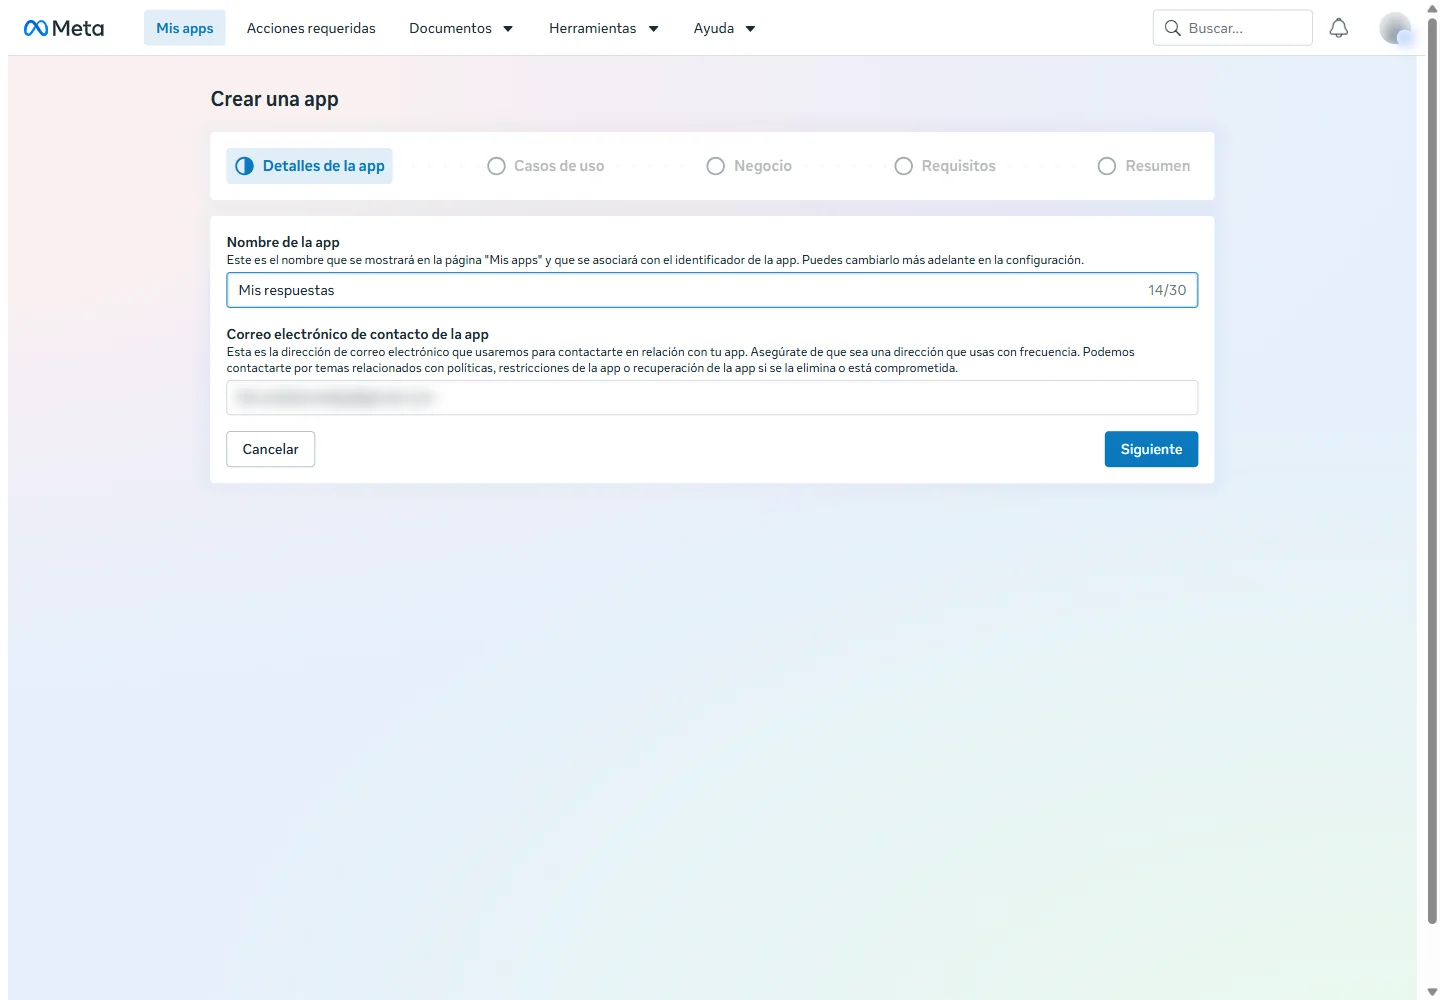 Meta
Mis apps
Acciones requeridas
Documentos
Herramientas
Ayuda
Buscar...
Crear una app
Detalles de la app
Casos de uso
Negocio
Requisitos
Resumen
Nombre de la app
Este es el nombre que se mostrará en la página "Mis apps" y que se asociará con el identificador de la app. Puedes cambiarlo más adelante en la configuración.
Mis respuestas
14/30
Correo electrónico de contacto de la app
Esta es la dirección de correo electrónico que usaremos para contactarte en relación con tu app. Asegúrate de que sea una dirección que usas con frecuencia. Podemos
contactarte por temas relacionados con políticas, restricciones de la app o recuperación de la app si se la elimina o está comprometida.
Cancelar
Siguiente